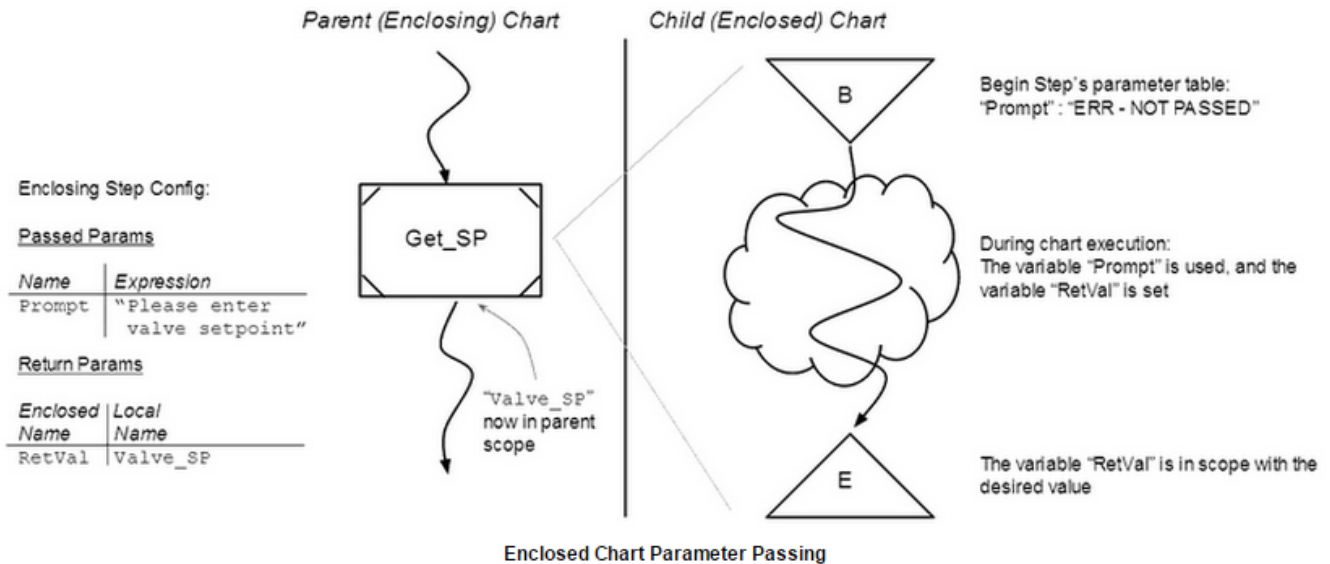 Parent (Enclosing) Chart
Child (Enclosed) Chart
Enclosing Step Config:
Passed Params
Name Expression
Prompt "Please enter
valve setpoint"
Return Params
Enclosed Local
Name Name
RetVal Valve_SP
Get_SP
"Valve_SP"
now in parent
scope
B
Begin Step's parameter table:
"Prompt" : "ERR - NOT PASSED"
During chart execution:
The variable "Prompt" is used, and the
variable "RetVal" is set
E
The variable "RetVal" is in scope with the
desired value
Enclosed Chart Parameter Passing